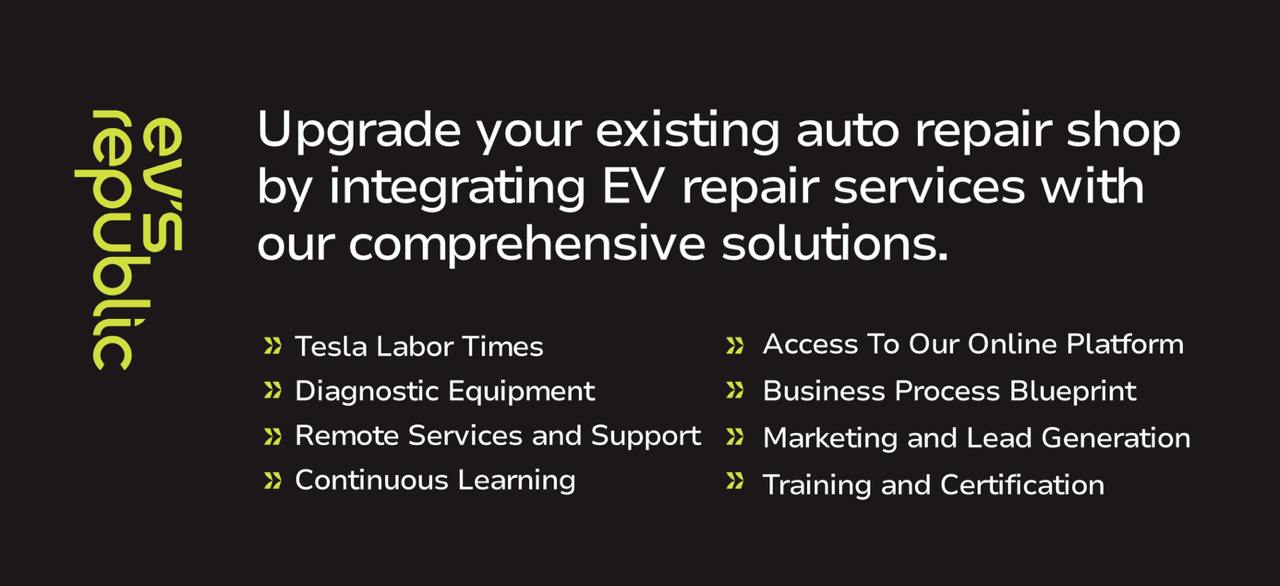 ev's
republic
Upgrade your existing auto repair shop
by integrating EV repair services with
our comprehensive solutions.
» Tesla Labor Times
» Diagnostic Equipment
» Remote Services and Support
» Continuous Learning
» Access To Our Online Platform
» Business Process Blueprint
» Marketing and Lead Generation
» Training and Certification